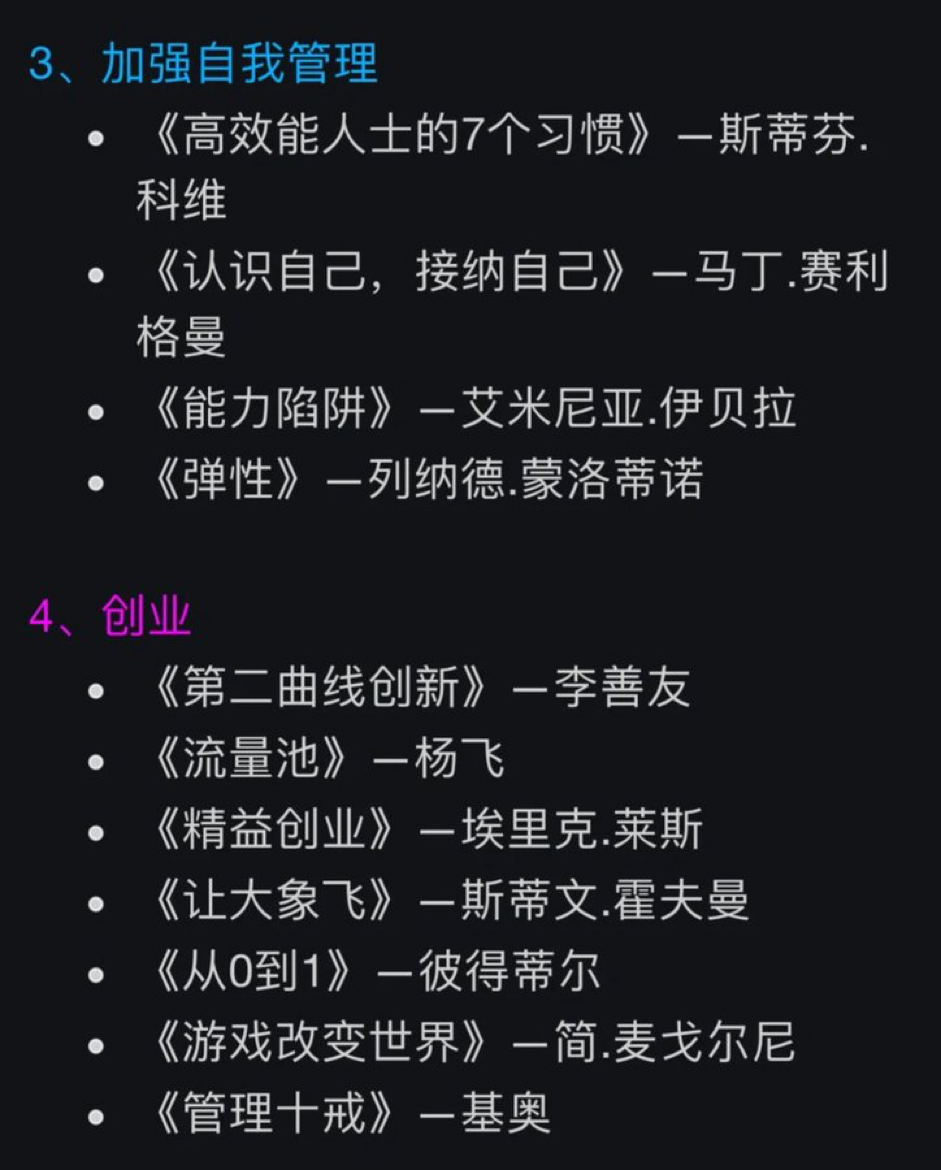 3、加强自我管理
• 《高效能人士的7个习惯》—斯蒂芬.
科维
• 《认识自己，接纳自己》—马丁.赛利
格曼
• 《能力陷阱》—艾米尼亚.伊贝拉
• 《弹性》—列纳德.蒙洛蒂诺
4、创业
• 《第二曲线创新》—李善友
• 《流量池》—杨飞
• 《精益创业》—埃里克.莱斯
• 《让大象飞》—斯蒂文.霍夫曼
• 《从0到1》—彼得蒂尔
• 《游戏改变世界》—简.麦戈尔尼
• 《管理十戒》—基奥